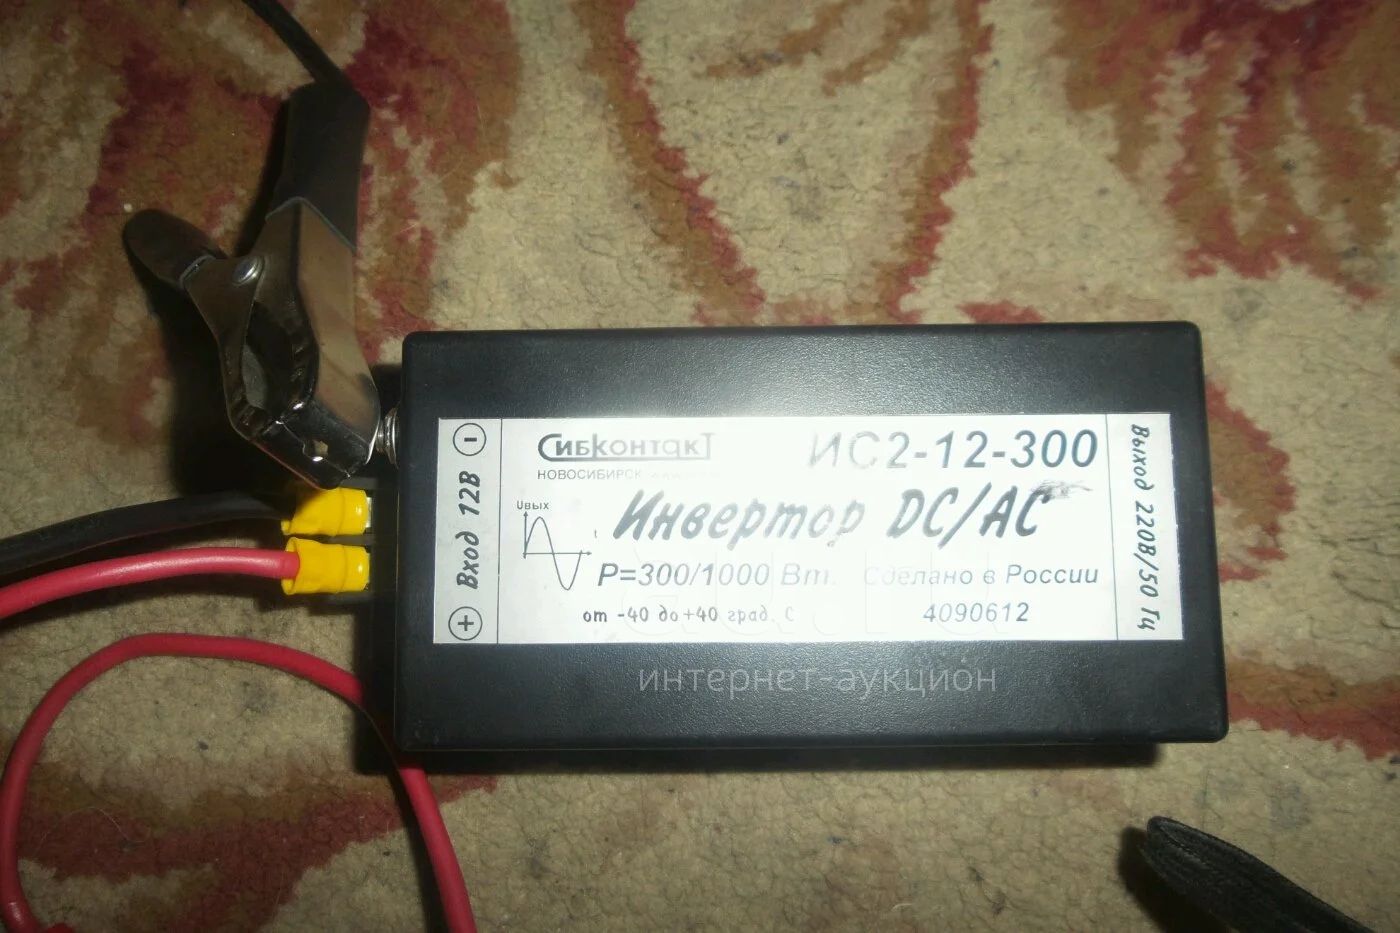 СИБКОНТАКТ
НОВОСИБИРСК
ИС2-12-300
Uвых
Инвертор DC/AC
P=300/1000 Вт. Сделано в России
от -40 до +40 град. С 4090612
Вход 12В
Выход 220В/50 Гц
интернет-аукцион